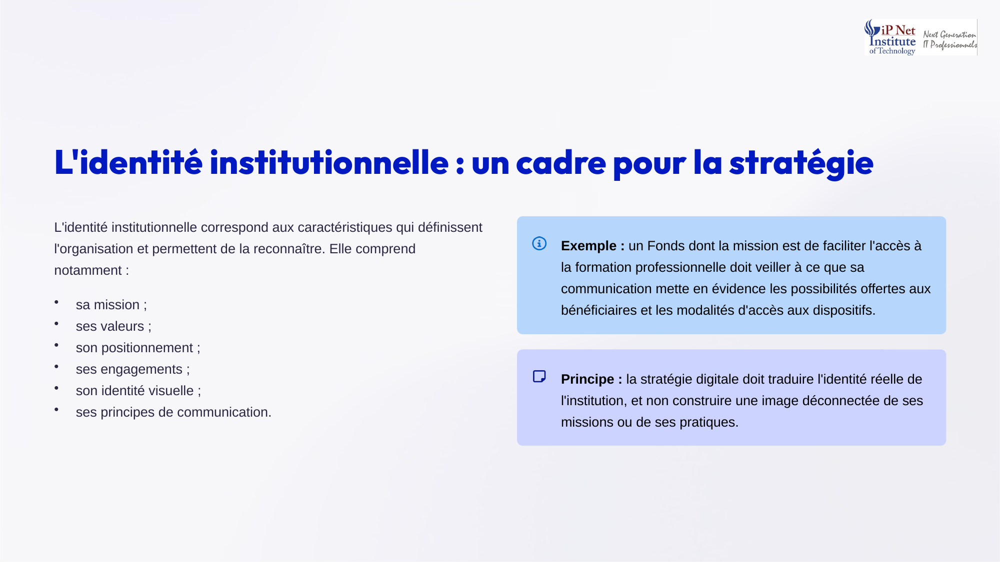 iP Net
Institute
of Technology
Next Generation
IT Professionnels
L'identité institutionnelle : un cadre pour la stratégie
L'identité institutionnelle correspond aux caractéristiques qui définissent
l'organisation et permettent de la reconnaître. Elle comprend
notamment :
• sa mission ;
• ses valeurs ;
• son positionnement ;
• ses engagements ;
• son identité visuelle ;
• ses principes de communication.
Exemple : un Fonds dont la mission est de faciliter l'accès à
la formation professionnelle doit veiller à ce que sa
communication mette en évidence les possibilités offertes aux
bénéficiaires et les modalités d'accès aux dispositifs.
Principe : la stratégie digitale doit traduire l'identité réelle de
l'institution, et non construire une image déconnectée de ses
missions ou de ses pratiques.